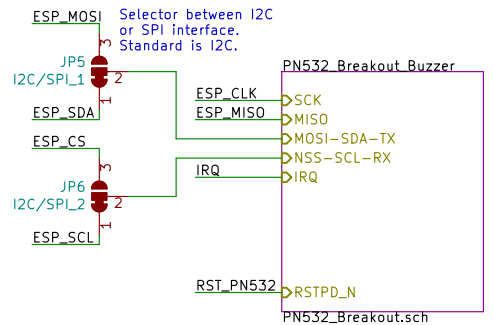 ESP_MOSI
Selector between I2C
or SPI interface.
Standard is I2C.
3
JP5
I2C/SPI_1
2
1
ESP_SDA
PN532_Breakout_Buzzer
ESP_CLK
SCK
ESP_MISO
MISO
MOSI-SDA-TX
ESP_CS
NSS-SCL-RX
3
IRQ
IRQ
JP6
I2C/SPI_2
2
1
ESP_SCL
RST_PN532
RSTPD_N
PN532_Breakout.sch